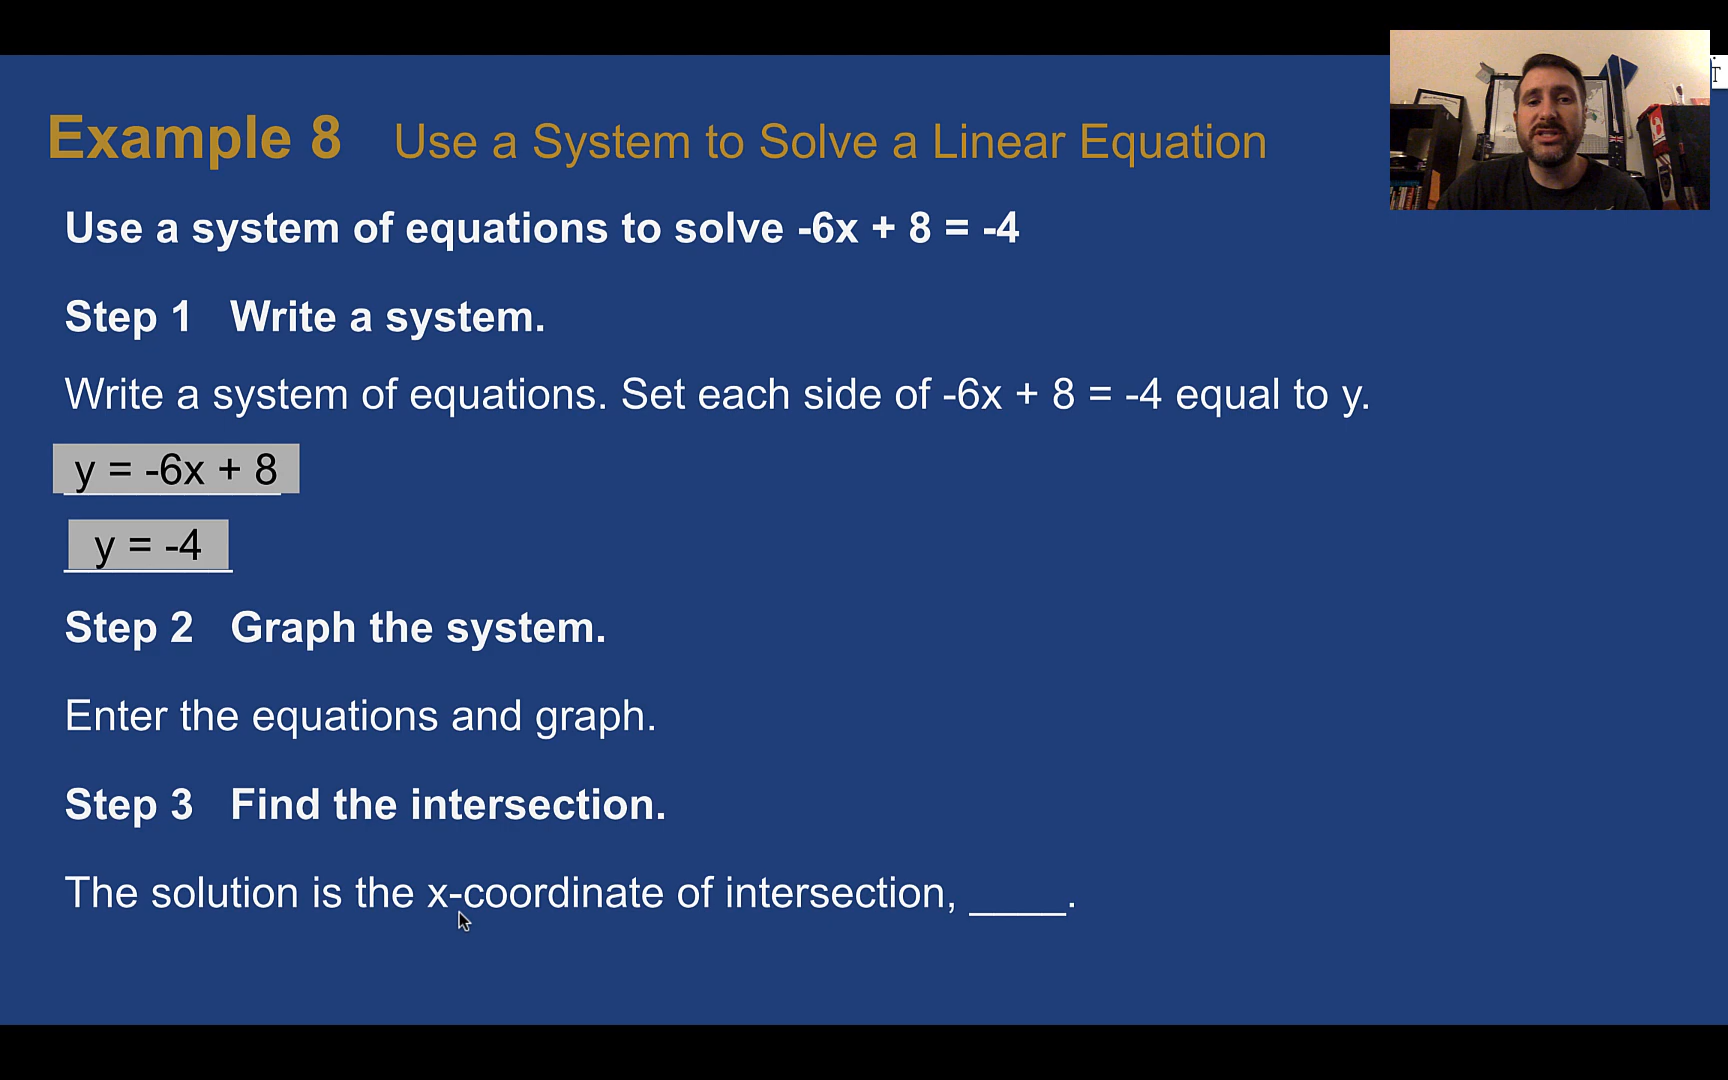 Example 8 Use a System to Solve a Linear Equation
Use a system of equations to solve -6x + 8 = -4
Step 1 Write a system.
Write a system of equations. Set each side of -6x + 8 = -4 equal to y.
y = -6x + 8
y = -4
Step 2 Graph the system.
Enter the equations and graph.
Step 3 Find the intersection.
The solution is the x-coordinate of intersection, ____.